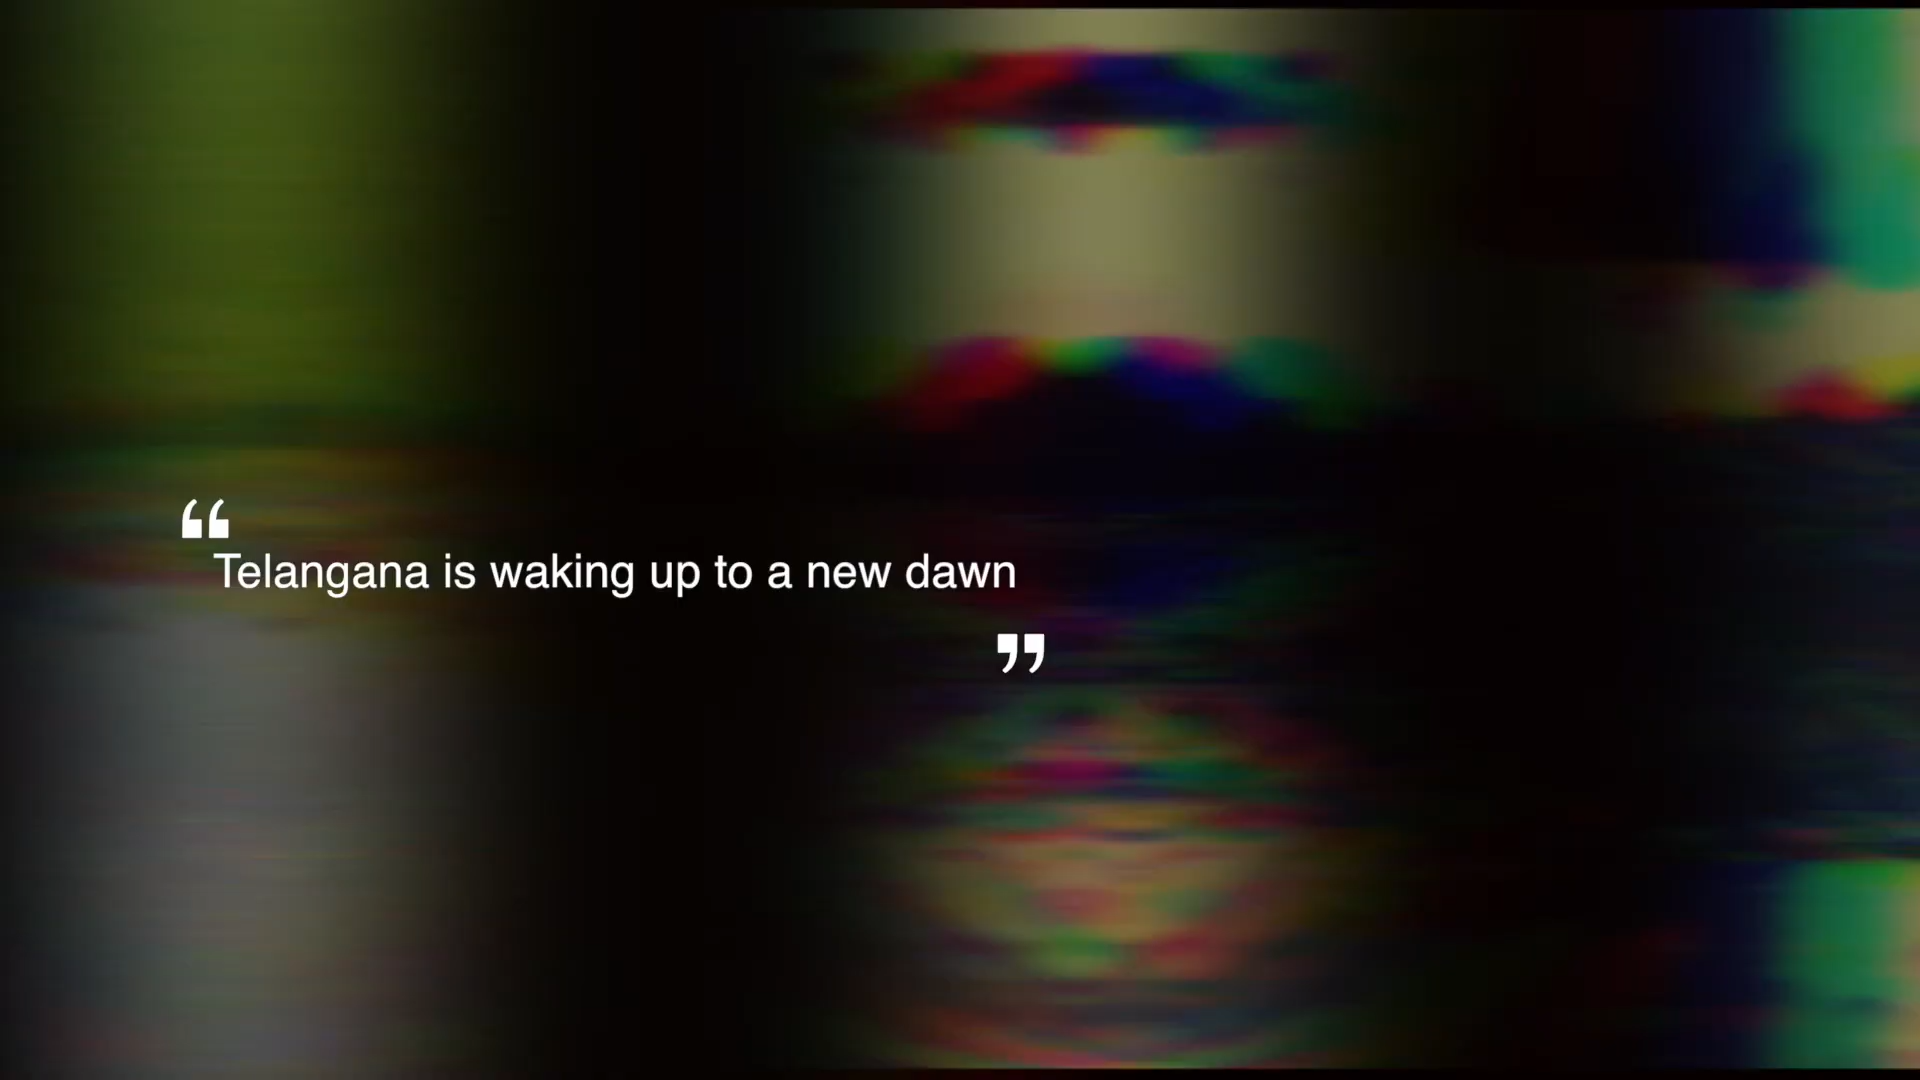 “
Telangana is waking up to a new dawn
”